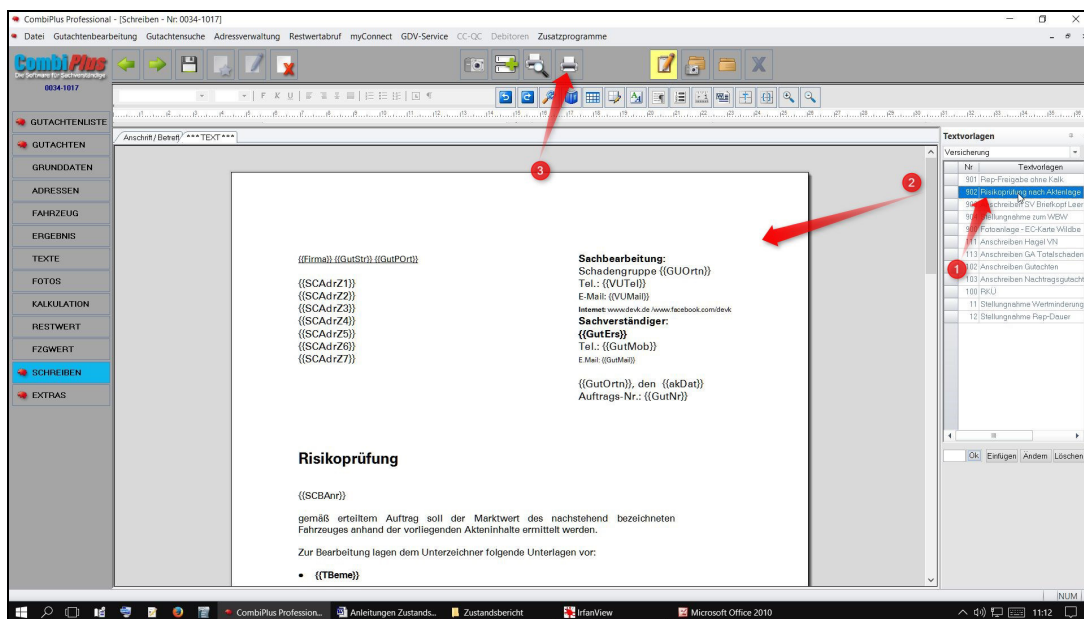 CombiPlus Professional - [Schreiben - Nr: 0034-1017]
Datei Gutachtenbearbeitung Gutachtensuche Adressverwaltung Restwertabruf myConnect GDV-Service CC-QC Debitoren Zusatzprogramme
CombiPlus
Die Software für Sachverständige
0034-1017
F K U
GUTACHTENLISTE
GUTACHTEN
GRUNDDATEN
ADRESSEN
FAHRZEUG
ERGEBNIS
TEXTE
FOTOS
KALKULATION
RESTWERT
FZGWERT
SCHREIBEN
EXTRAS
Anschrift / Betreff *** TEXT ***
3
2
1
{{Firma}} {{GutStr}} {{GutPOrt}}
{{SCAdrZ1}}
{{SCAdrZ2}}
{{SCAdrZ3}}
{{SCAdrZ4}}
{{SCAdrZ5}}
{{SCAdrZ6}}
{{SCAdrZ7}}
Sachbearbeitung:
Schadengruppe {{GUOrtn}}
Tel.: {{VUTel}}
E-Mail: {{VUMail}}
Internet: www.devk.de /www.facebook.com/devk
Sachverständiger:
{{GutErs}}
Tel.: {{GutMob}}
E.Mail: {{GutMail}}
{{GutOrtn}}, den {{akDat}}
Auftrags-Nr.: {{GutNr}}
Risikoprüfung
{{SCBAnr}}
gemäß erteiltem Auftrag soll der Marktwert des nachstehend bezeichneten
Fahrzeuges anhand der vorliegenden Akteninhalte ermittelt werden.
Zur Bearbeitung lagen dem Unterzeichner folgende Unterlagen vor:
• {{TBeme}}
Textvorlagen
Versicherung
Nr Textvorlagen
901 Rep-Freigabe ohne Kalk.
902 Risikoprüfung nach Aktenlage
Anschreiben SV Briefkopf Leer
Stellungnahme zum WBW
Fotoanlage - EC-Karte Wildbe
111 Anschreiben Hagel VN
113 Anschreiben GA Totalschaden
102 Anschreiben Gutachten
103 Anschreiben Nachtragsgutacht
100 RKÜ
11 Stellungnahme Wertminderung
12 Stellungnahme Rep-Dauer
Ok Einfügen Ändern Löschen
NUM
CombiPlus Profession... Anleitungen Zustands... Zustandsbericht IrfanView Microsoft Office 2010 11:12